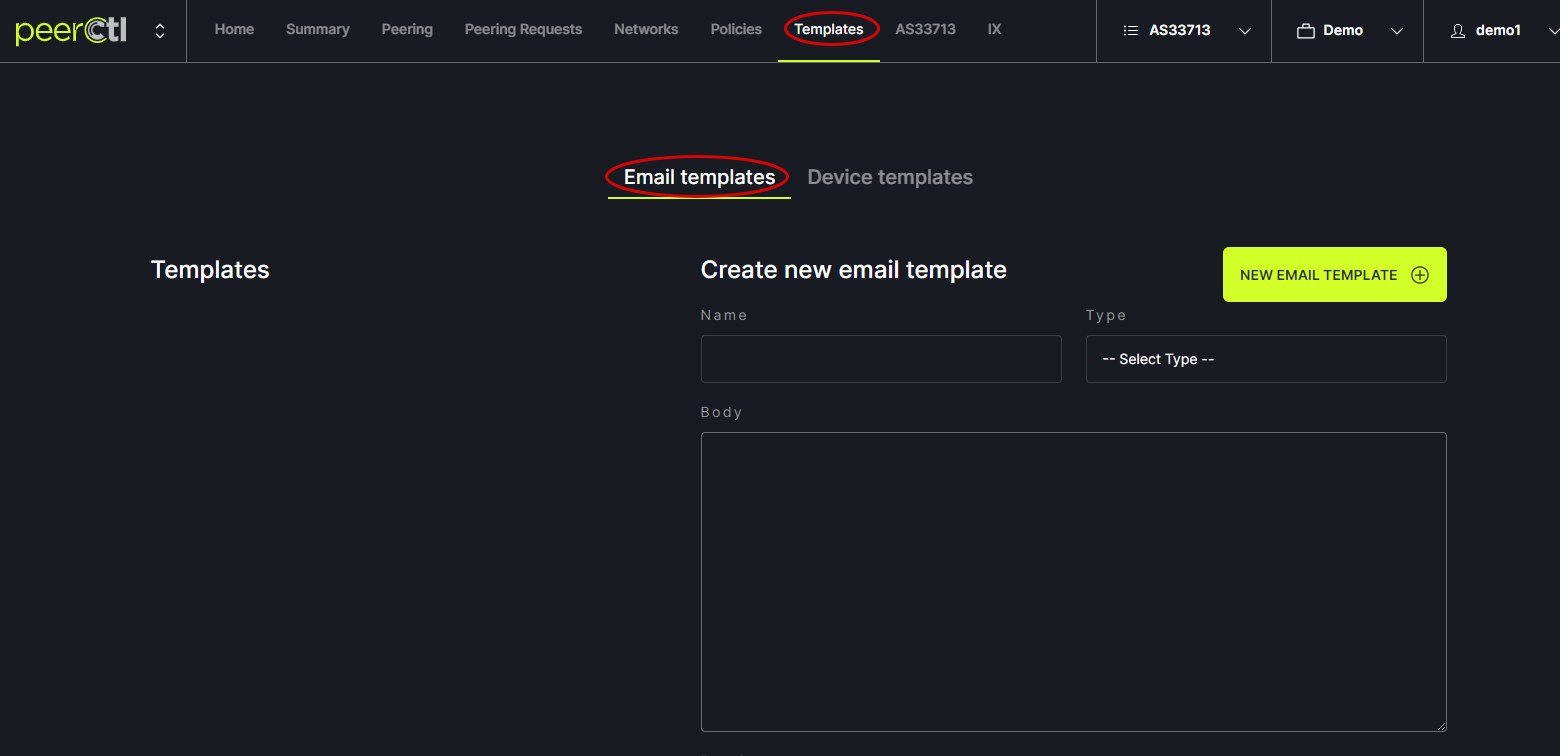 peerctl Home Summary Peering Peering Requests Networks Policies Templates AS33713 IX AS33713 Demo demo1
Email templates Device templates
Templates
Create new email template NEW EMAIL TEMPLATE
Name Type
-- Select Type --
Body